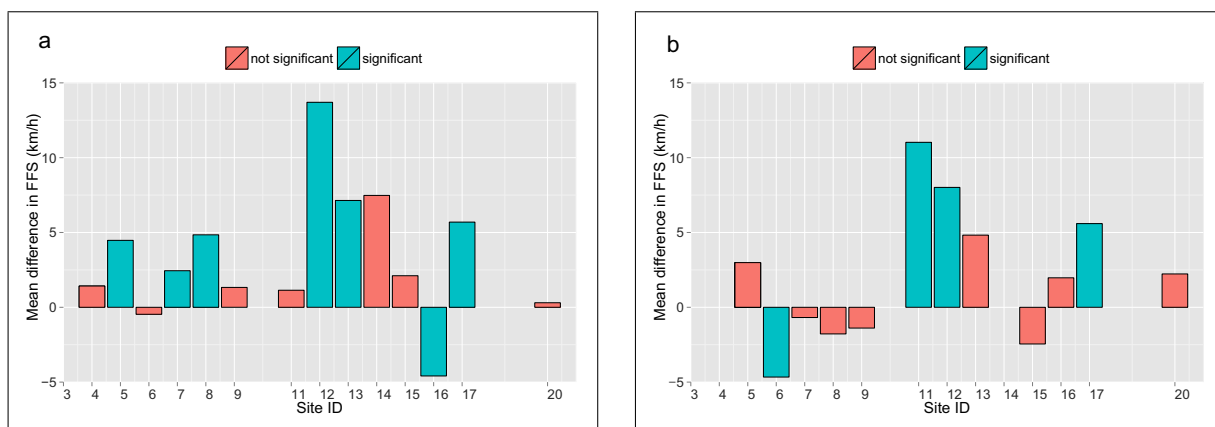 a
not significant significant
15
10
5
0
−5
Mean difference in FFS (km/h)
3 4 5 6 7 8 9 11 12 13 14 15 16 17 20
Site ID
b
not significant significant
15
10
5
0
−5
Mean difference in FFS (km/h)
3 4 5 6 7 8 9 11 12 13 14 15 16 17 20
Site ID